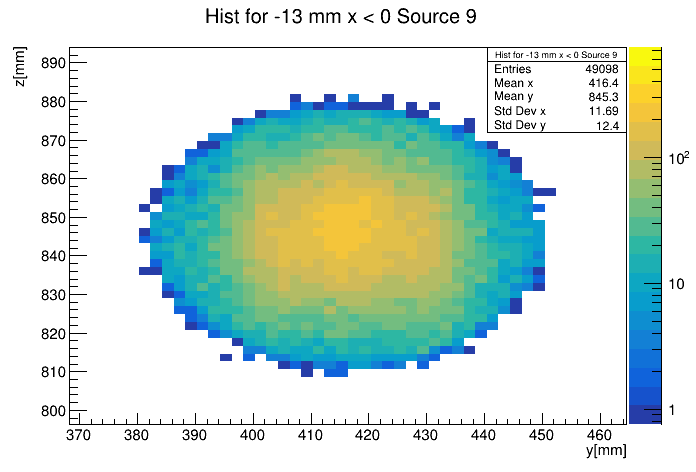 Hist for -13 mm x < 0 Source 9
z[mm]
Hist for -13 mm x < 0 Source 9
Entries 49098
Mean x 416.4
Mean y 845.3
Std Dev x 11.69
Std Dev y 12.4
890
880
870
860
850
840
830
820
810
800
370 380 390 400 410 420 430 440 450 460
y[mm]
10²
10
1